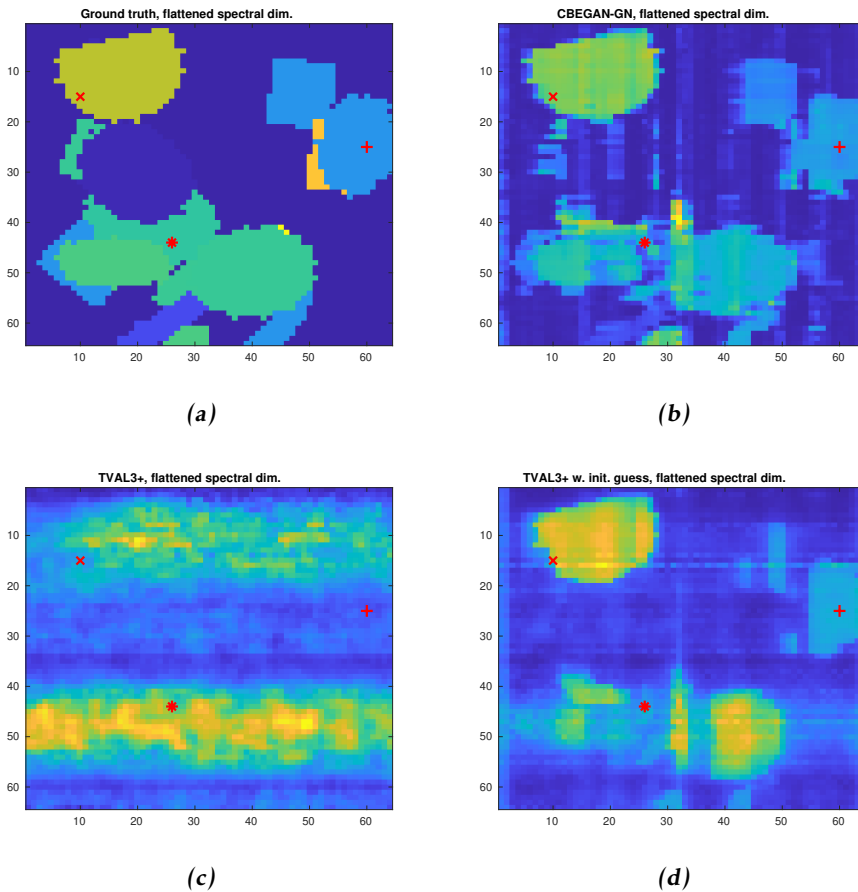 Ground truth, flattened spectral dim.
10
20
30
40
50
60
10 20 30 40 50 60
(a)
CBEGAN-GN, flattened spectral dim.
10
20
30
40
50
60
10 20 30 40 50 60
(b)
TVAL3+, flattened spectral dim.
10
20
30
40
50
60
10 20 30 40 50 60
(c)
TVAL3+ w. init. guess, flattened spectral dim.
10
20
30
40
50
60
10 20 30 40 50 60
(d)